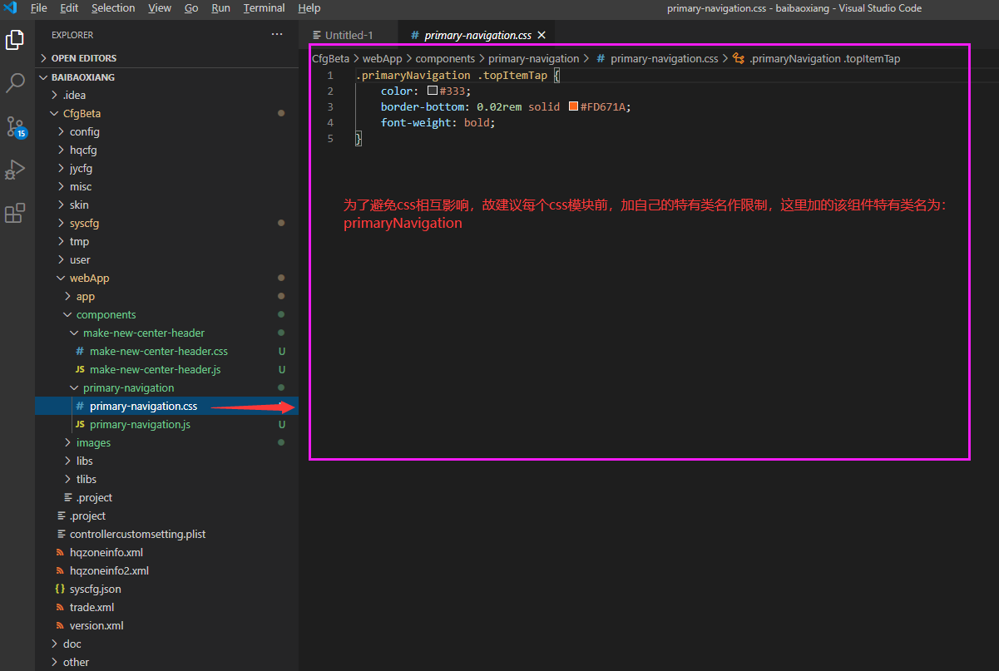 File Edit Selection View Go Run Terminal Help
primary-navigation.css - baibaoxiang - Visual Studio Code
EXPLORER
OPEN EDITORS
BAIBAOXIANG
.idea
CfgBeta
config
hqcfg
jycfg
misc
skin
syscfg
tmp
user
webApp
app
components
make-new-center-header
# make-new-center-header.css U
JS make-new-center-header.js U
primary-navigation
# primary-navigation.css
JS primary-navigation.js U
images
libs
tlibs
.project
.project
controllercustomsetting.plist
hqzoneinfo.xml
hqzoneinfo2.xml
{} syscfg.json
trade.xml
version.xml
doc
other
15
Untitled-1
# primary-navigation.css
CfgBeta > webApp > components > primary-navigation > # primary-navigation.css > .primaryNavigation .topItemTap
1 .primaryNavigation .topItemTap {
2 color: #333;
3 border-bottom: 0.02rem solid #FD671A;
4 font-weight: bold;
5 }
为了避免css相互影响，故建议每个css模块前，加自己的特有类名作限制，这里加的该组件特有类名为：
primaryNavigation